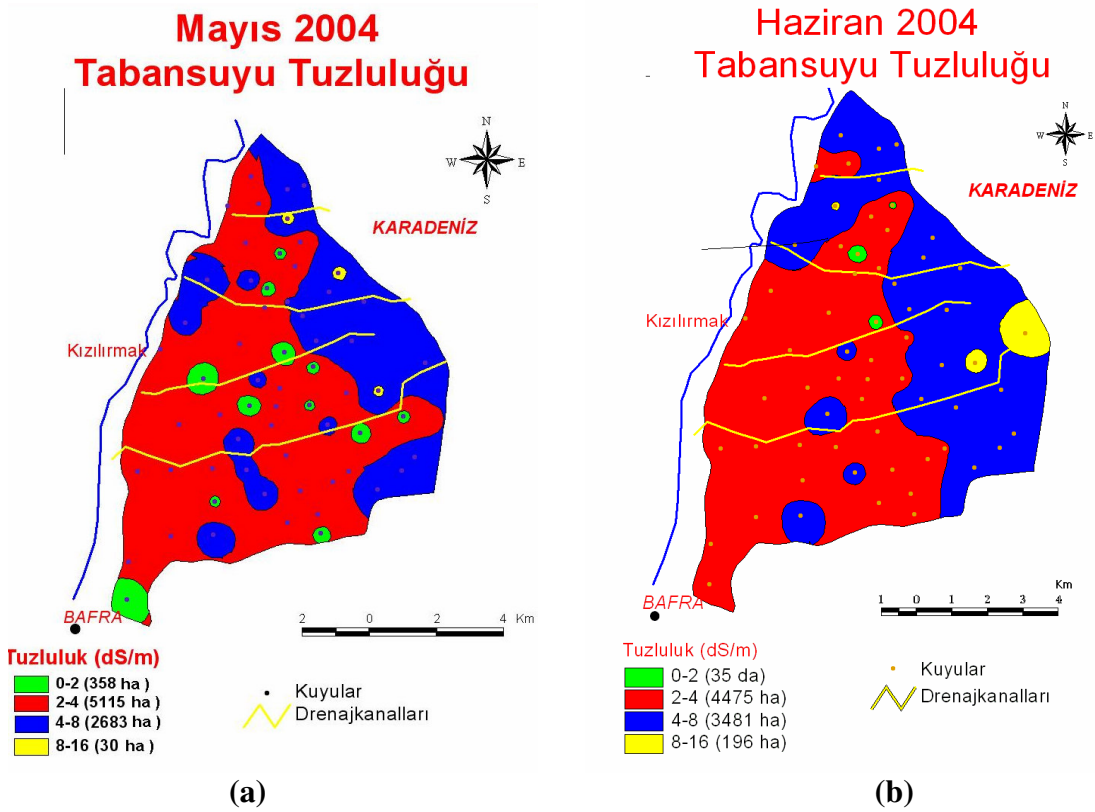 Mayıs 2004
Tabansuyu Tuzluluğu
N
W E
S
KARADENİZ
Kızılırmak
BAFRA
2 0 2 4 Km
Tuzluluk (dS/m)
0-2 (358 ha )
2-4 (5115 ha )
4-8 (2683 ha )
8-16 (30 ha )
Kuyular
Drenajkanalları
(a)
Haziran 2004
Tabansuyu Tuzluluğu
N
W E
S
KARADENİZ
Kızılırmak
BAFRA
Km
1 0 1 2 3 4
Tuzluluk (dS/m)
0-2 (35 da)
2-4 (4475 ha)
4-8 (3481 ha)
8-16 (196 ha)
Kuyular
Drenajkanalları
(b)